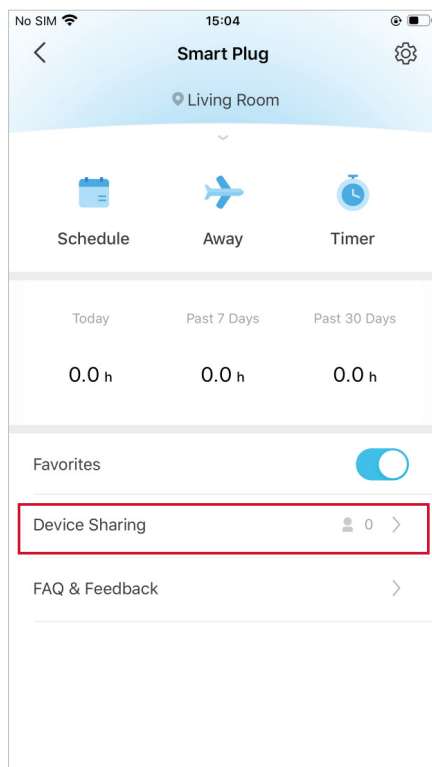 No SIM 15:04
Smart Plug
Living Room
Schedule Away Timer
Today Past 7 Days Past 30 Days
0.0 h 0.0 h 0.0 h
Favorites
Device Sharing 0
FAQ & Feedback